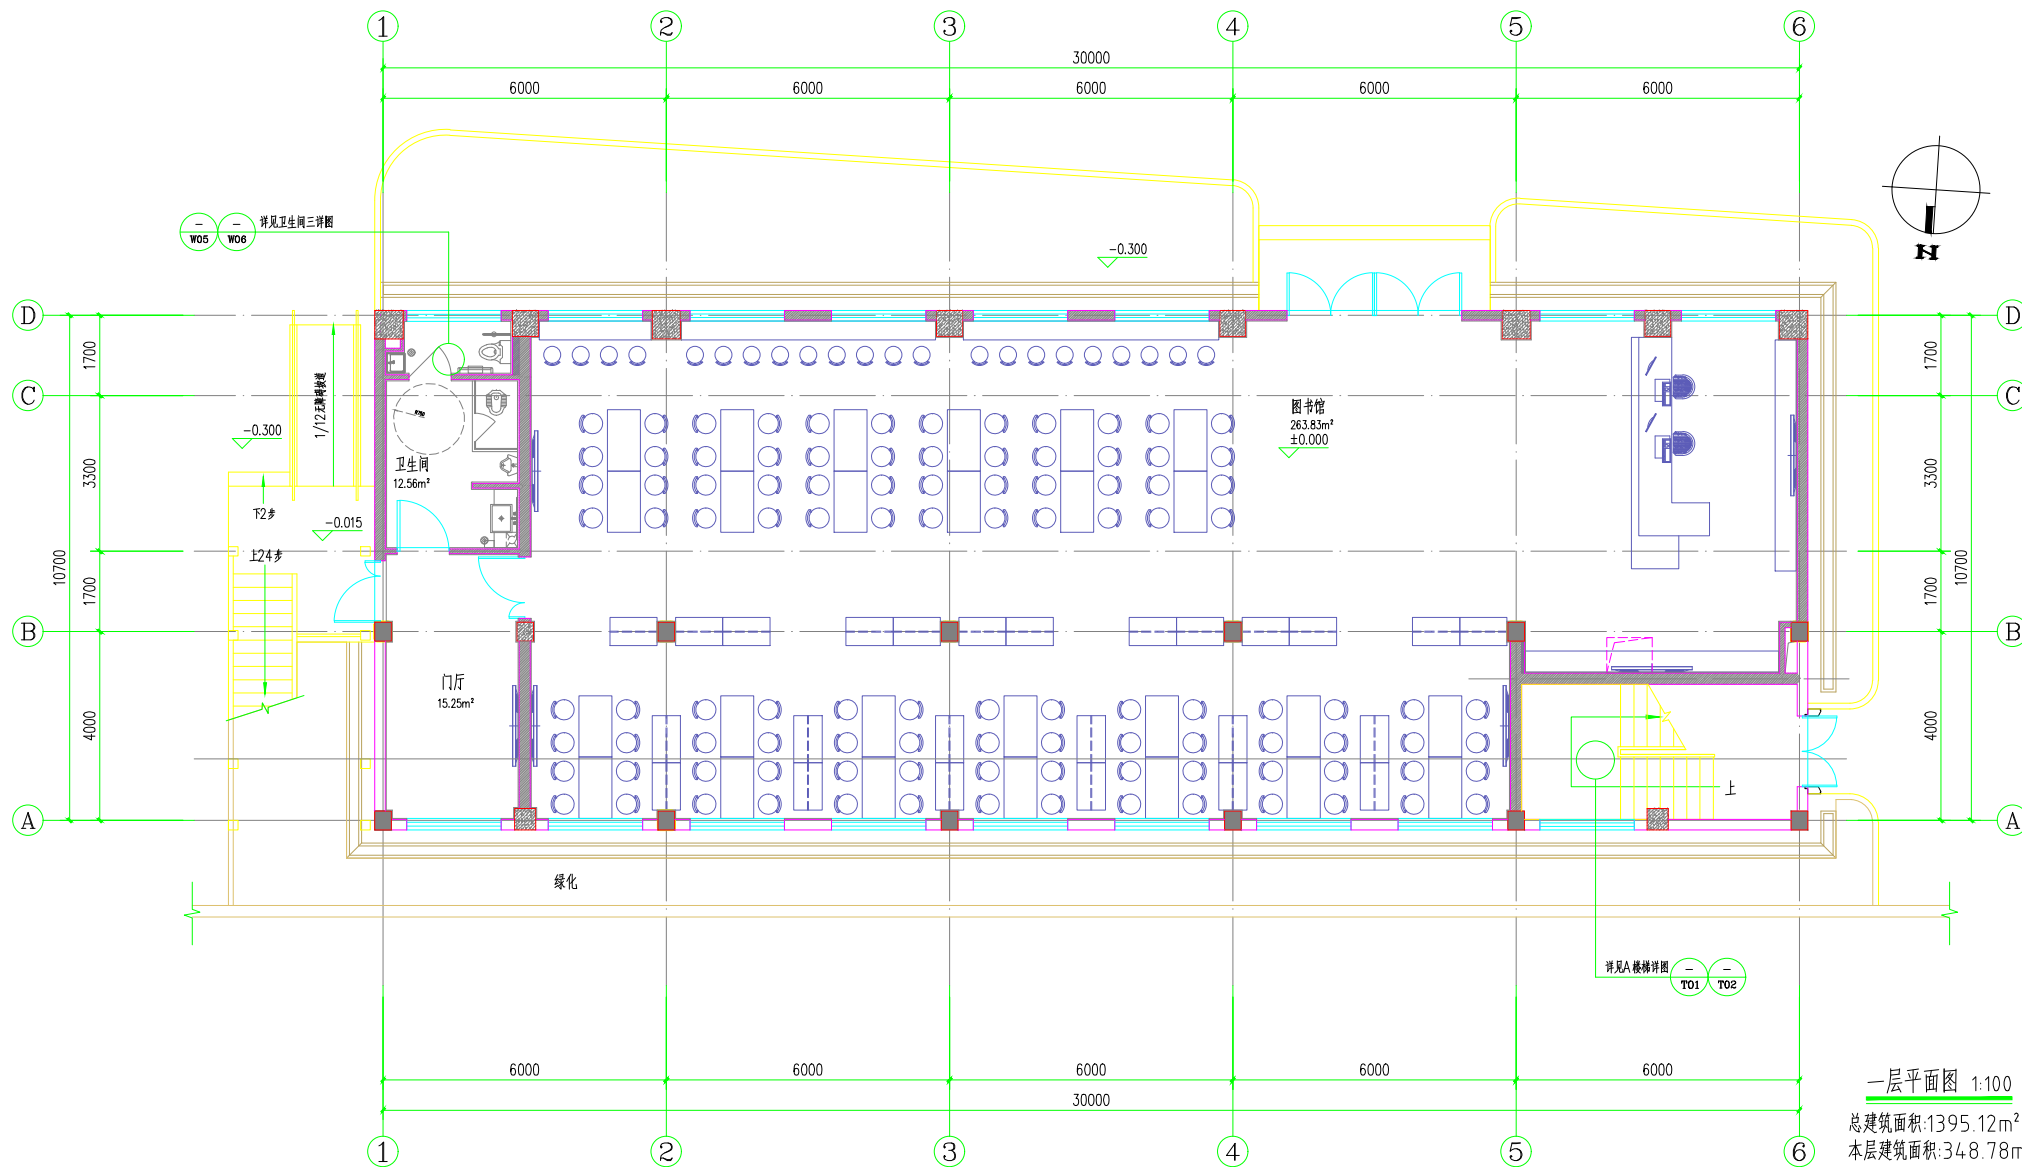 1 2 3 4 5 6
30000
6000 6000 6000 6000 6000
N
详见卫生间三详图
- -
W05 W06
-0.300
D D
1700 1700
C C
1/12无障碍坡道
-0.300
图书馆
263.83m²
±0.000
卫生间
12.56m²
3300 3300
下2步
-0.015
上24步
10700 10700
1700 1700
B B
门厅
15.25m²
4000 4000
上
A A
绿化
详见A楼梯详图
- -
T01 T02
6000 6000 6000 6000 6000
30000
1 2 3 4 5 6
一层平面图 1:100
总建筑面积:1395.12m²
本层建筑面积:348.78m